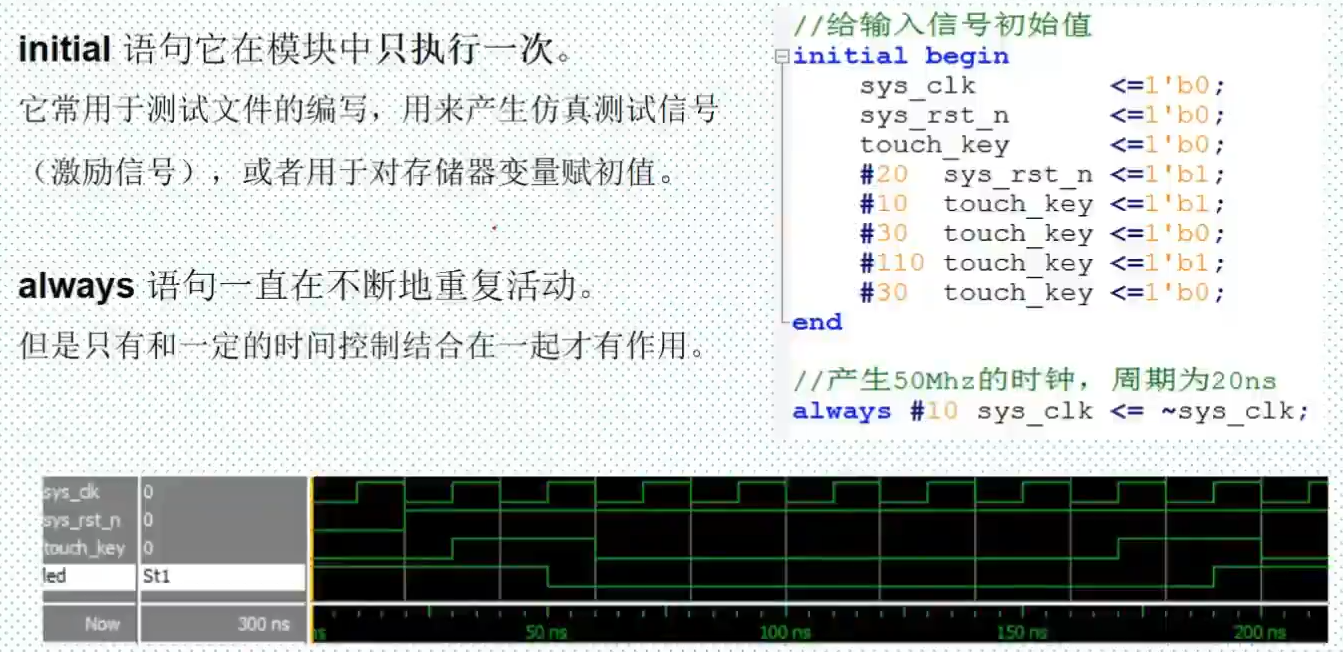 initial 语句它在模块中只执行一次。
它常用于测试文件的编写，用来产生仿真测试信号
（激励信号），或者用于对存储器变量赋初值。
always 语句一直在不断地重复活动。
但是只有和一定的时间控制结合在一起才有作用。
//给输入信号初始值
initial begin
sys_clk <=1'b0;
sys_rst_n <=1'b0;
touch_key <=1'b0;
#20 sys_rst_n <=1'b1;
#10 touch_key <=1'b1;
#30 touch_key <=1'b0;
#110 touch_key <=1'b1;
#30 touch_key <=1'b0;
end
//产生50Mhz的时钟，周期为20ns
always #10 sys_clk <= ~sys_clk;
sys_clk 0
sys_rst_n 0
touch_key 0
led St1
Now 300 ns
ns 50 ns 100 ns 150 ns 200 ns